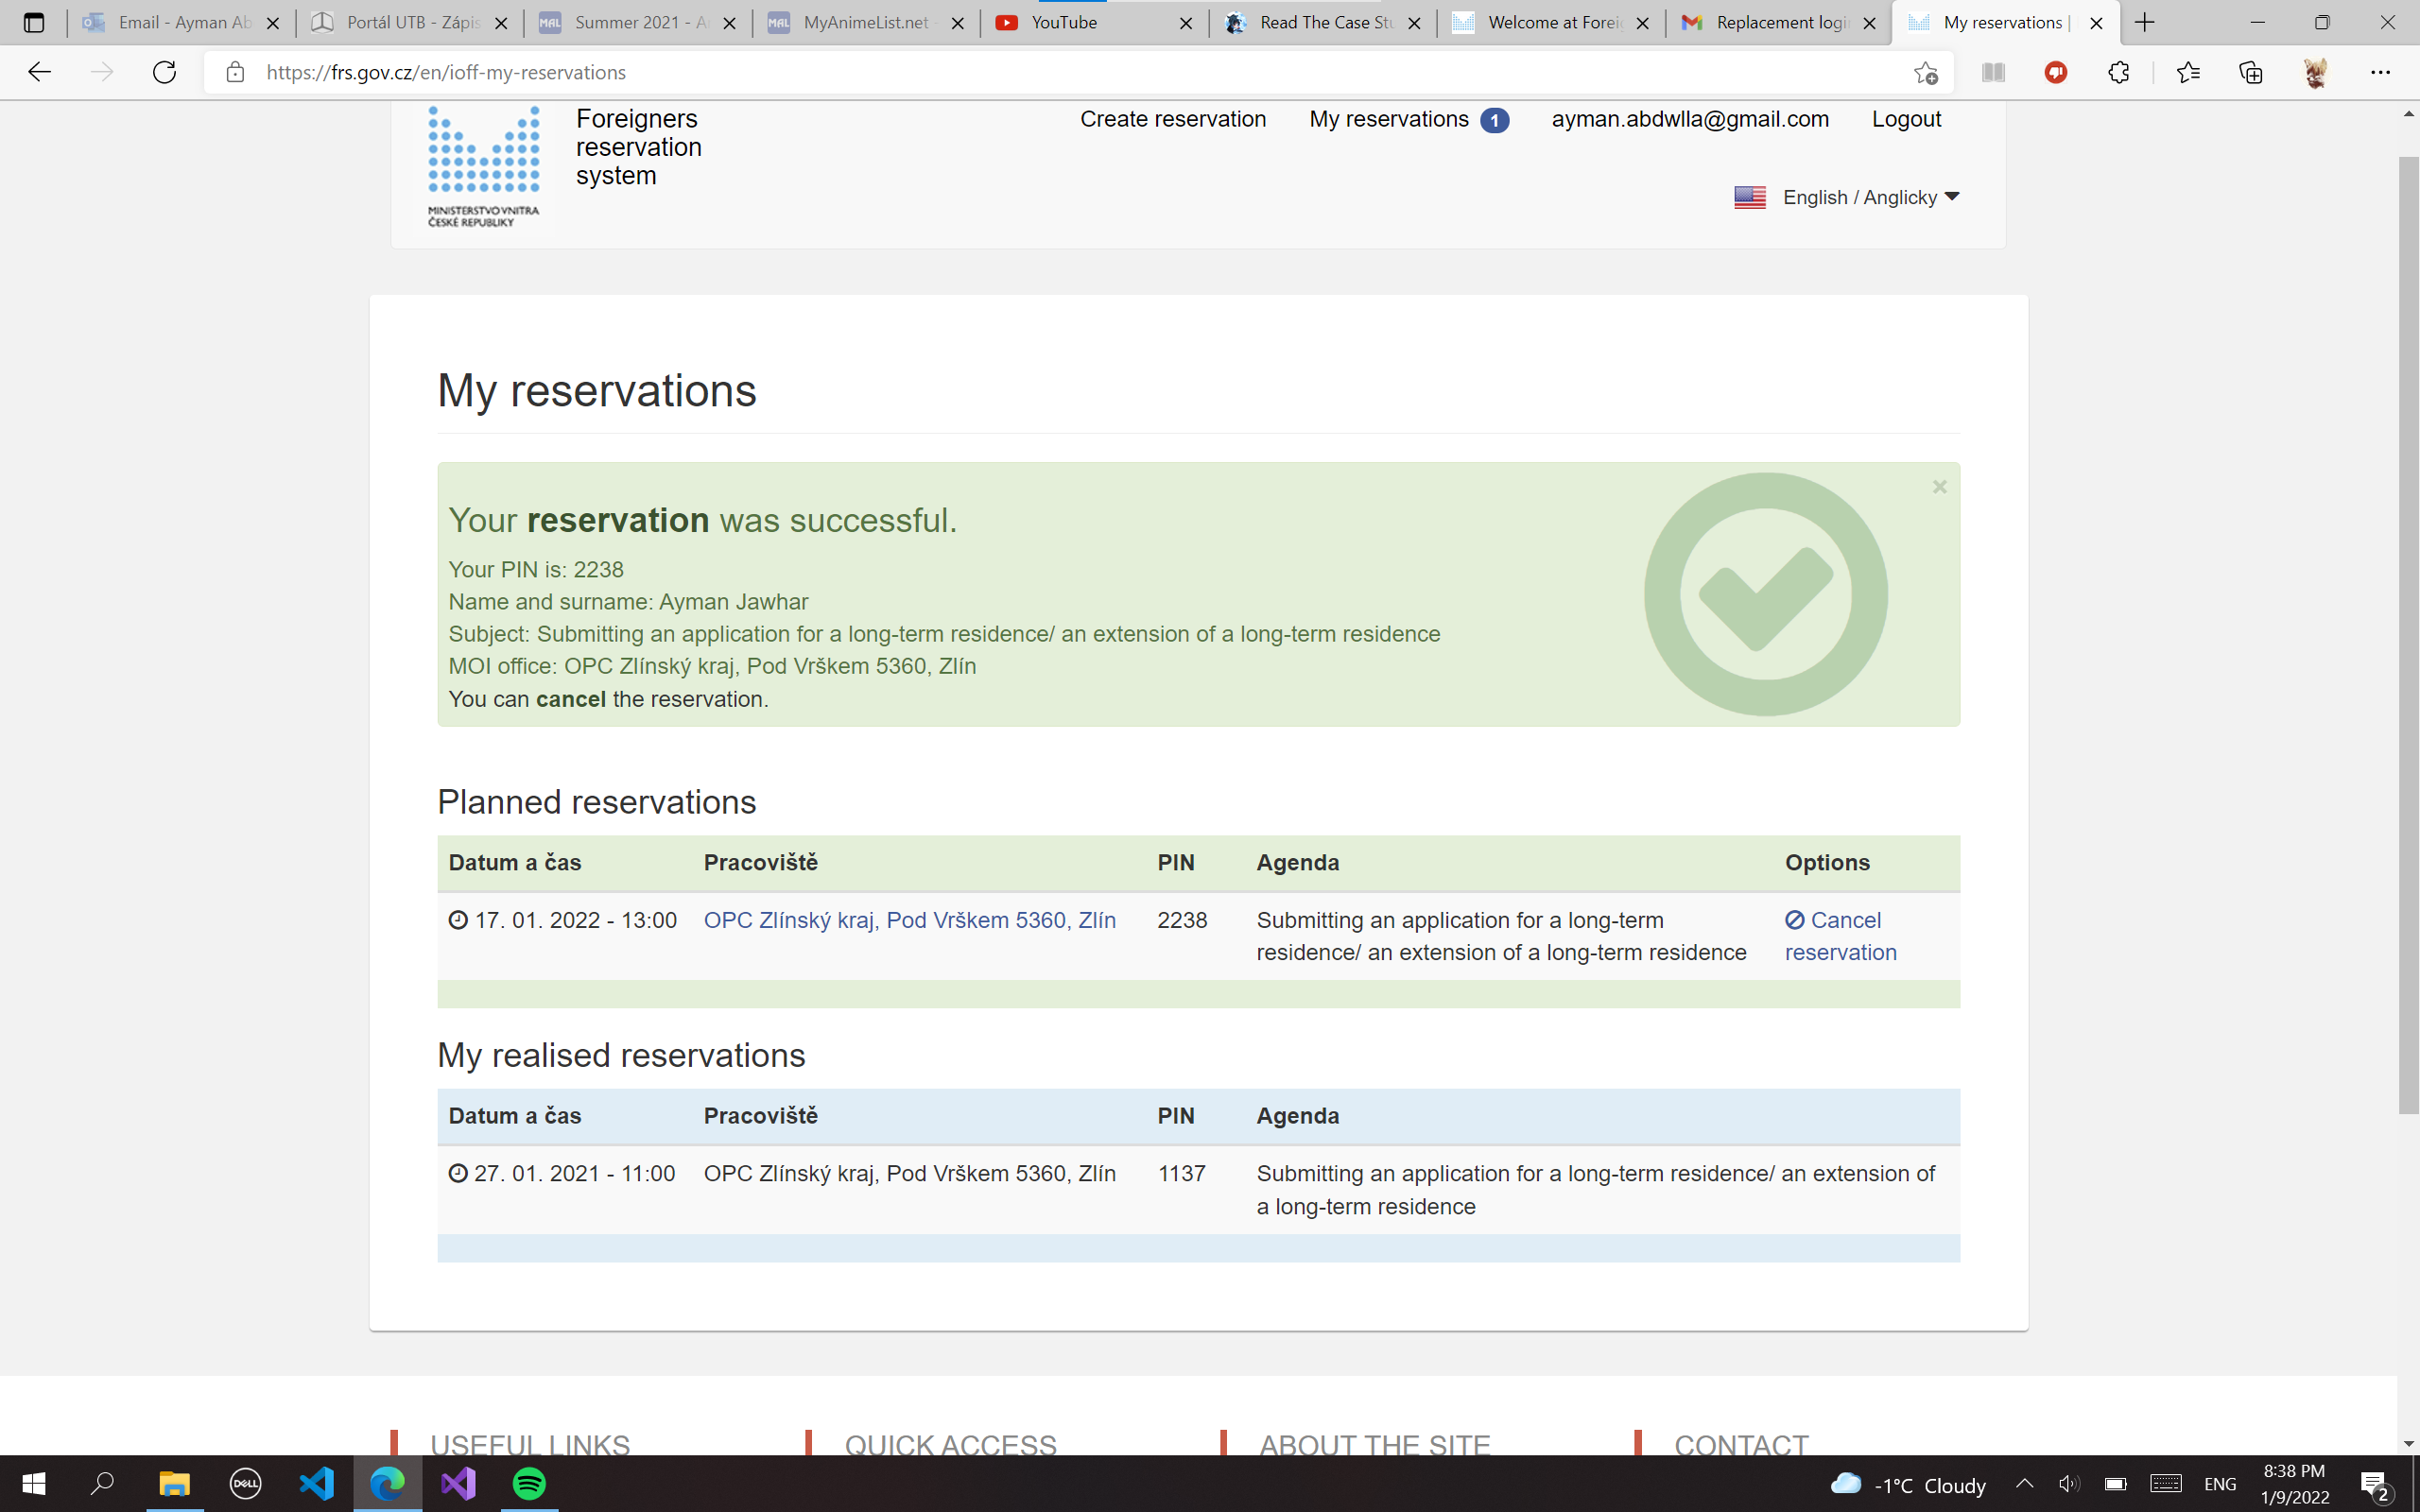 Email - Ayman Ab
Portál UTB - Zápis
Summer 2021 - A
MyAnimeList.net -
YouTube
Read The Case Stu
Welcome at Foreig
Replacement login
My reservations |
https://frs.gov.cz/en/ioff-my-reservations
MINISTERSTVO VNITRA
ČESKÉ REPUBLIKY
Foreigners
reservation
system
Create reservation My reservations 1 ayman.abdwlla@gmail.com Logout
English / Anglicky
My reservations
Your reservation was successful.
Your PIN is: 2238
Name and surname: Ayman Jawhar
Subject: Submitting an application for a long-term residence/ an extension of a long-term residence
MOI office: OPC Zlínský kraj, Pod Vrškem 5360, Zlín
You can cancel the reservation.
Planned reservations
Datum a čas Pracoviště PIN Agenda Options
17. 01. 2022 - 13:00 OPC Zlínský kraj, Pod Vrškem 5360, Zlín 2238 Submitting an application for a long-term Cancel
residence/ an extension of a long-term residence reservation
My realised reservations
Datum a čas Pracoviště PIN Agenda
27. 01. 2021 - 11:00 OPC Zlínský kraj, Pod Vrškem 5360, Zlín 1137 Submitting an application for a long-term residence/ an extension of
a long-term residence
USEFUL LINKS QUICK ACCESS ABOUT THE SITE CONTACT
DELL
-1°C Cloudy
ENG
8:38 PM
1/9/2022
2